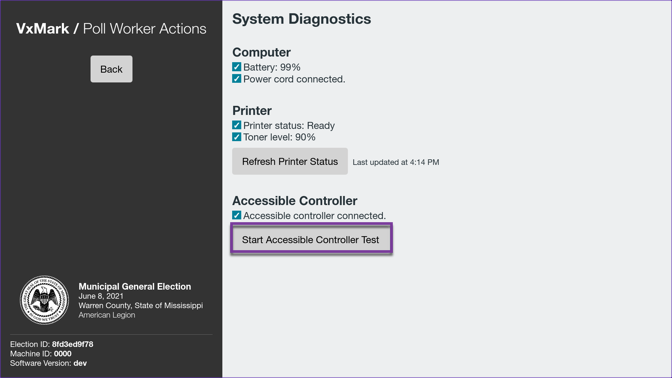 VxMark / Poll Worker Actions
Back
Municipal General Election
June 8, 2021
Warren County, State of Mississippi
American Legion
Election ID: 8fd3ed9f78
Machine ID: 0000
Software Version: dev
System Diagnostics
Computer
Battery: 99%
Power cord connected.
Printer
Printer status: Ready
Toner level: 90%
Refresh Printer Status
Last updated at 4:14 PM
Accessible Controller
Accessible controller connected.
Start Accessible Controller Test